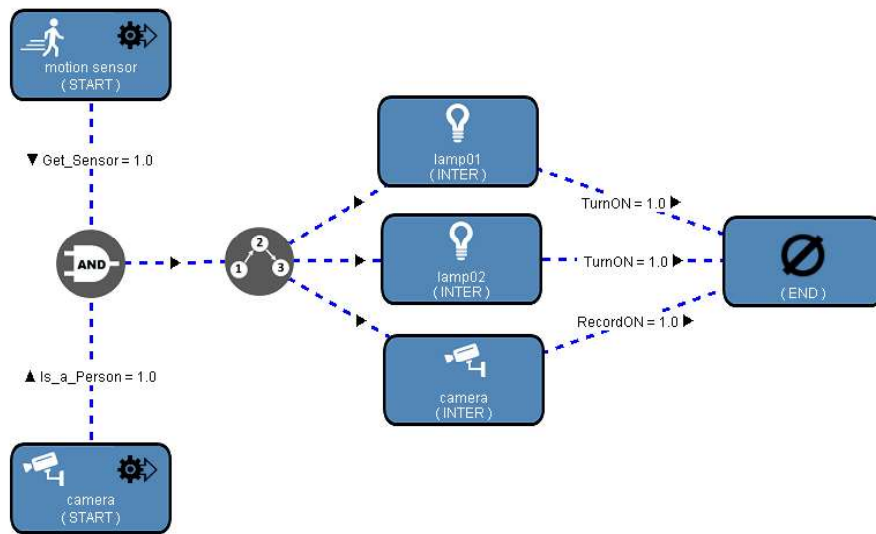 motion sensor
(START)
▼ Get_Sensor = 1.0
AND
▲ Is_a_Person = 1.0
camera
(START)
1
2
3
lamp01
(INTER)
lamp02
(INTER)
camera
(INTER)
TurnON = 1.0 ▶
TurnON = 1.0 ▶
RecordON = 1.0 ▶
(END)